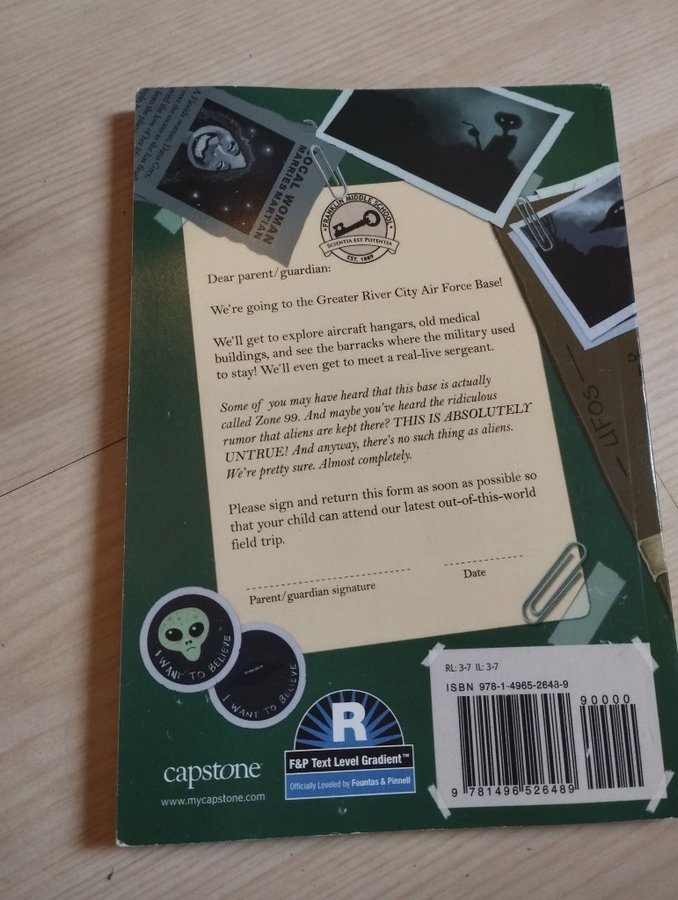 LOCAL WOMAN
MARRIES MARTIAN
A Florida woman, Dana Grey,
FRANKLIN MIDDLE SCHOOL
SCIENTIA EST POTENTIA
EST. 1889
Dear parent/guardian:
We're going to the Greater River City Air Force Base!
We'll get to explore aircraft hangars, old medical
buildings, and see the barracks where the military used
to stay! We'll even get to meet a real-live sergeant.
Some of you may have heard that this base is actually
called Zone 99. And maybe you've heard the ridiculous
rumor that aliens are kept there? THIS IS ABSOLUTELY
UNTRUE! And anyway, there's no such thing as aliens.
We're pretty sure. Almost completely.
Please sign and return this form as soon as possible so
that your child can attend our latest out-of-this-world
field trip.
Parent/guardian signature
Date
— UFOS —
I WANT TO BELIEVE
I WANT TO BELIEVE
capstone™
www.mycapstone.com
R
F&P Text Level Gradient™
Officially Leveled by Fountas & Pinnell
RL: 3-7 IL: 3-7
ISBN 978-1-4965-2648-9
90000
9 781496 526489